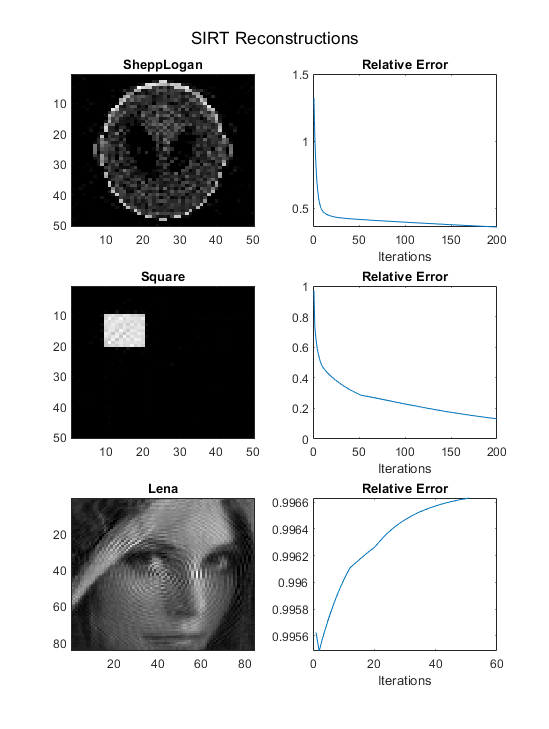 SIRT Reconstructions
SheppLogan
10
20
30
40
50
10 20 30 40 50
Relative Error
1.5
1
0.5
0 50 100 150 200
Iterations
Square
10
20
30
40
50
10 20 30 40 50
Relative Error
1
0.8
0.6
0.4
0.2
0
0 50 100 150 200
Iterations
Lena
20
40
60
80
20 40 60 80
Relative Error
0.9966
0.9964
0.9962
0.996
0.9958
0.9956
0 20 40 60
Iterations